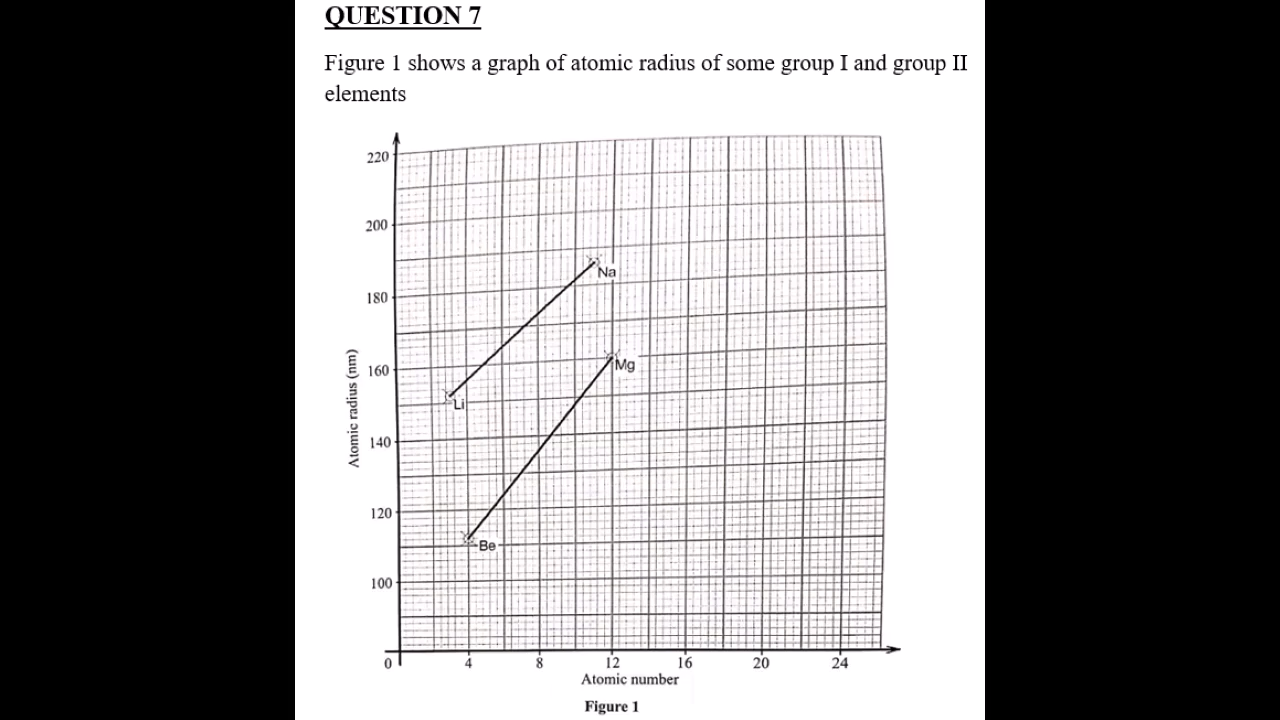 QUESTION 7
Figure 1 shows a graph of atomic radius of some group I and group II
elements
220
200
180
160
140
120
100
0
4
8
12
16
20
24
Atomic radius (nm)
Na
Mg
Li
Be
Atomic number
Figure 1